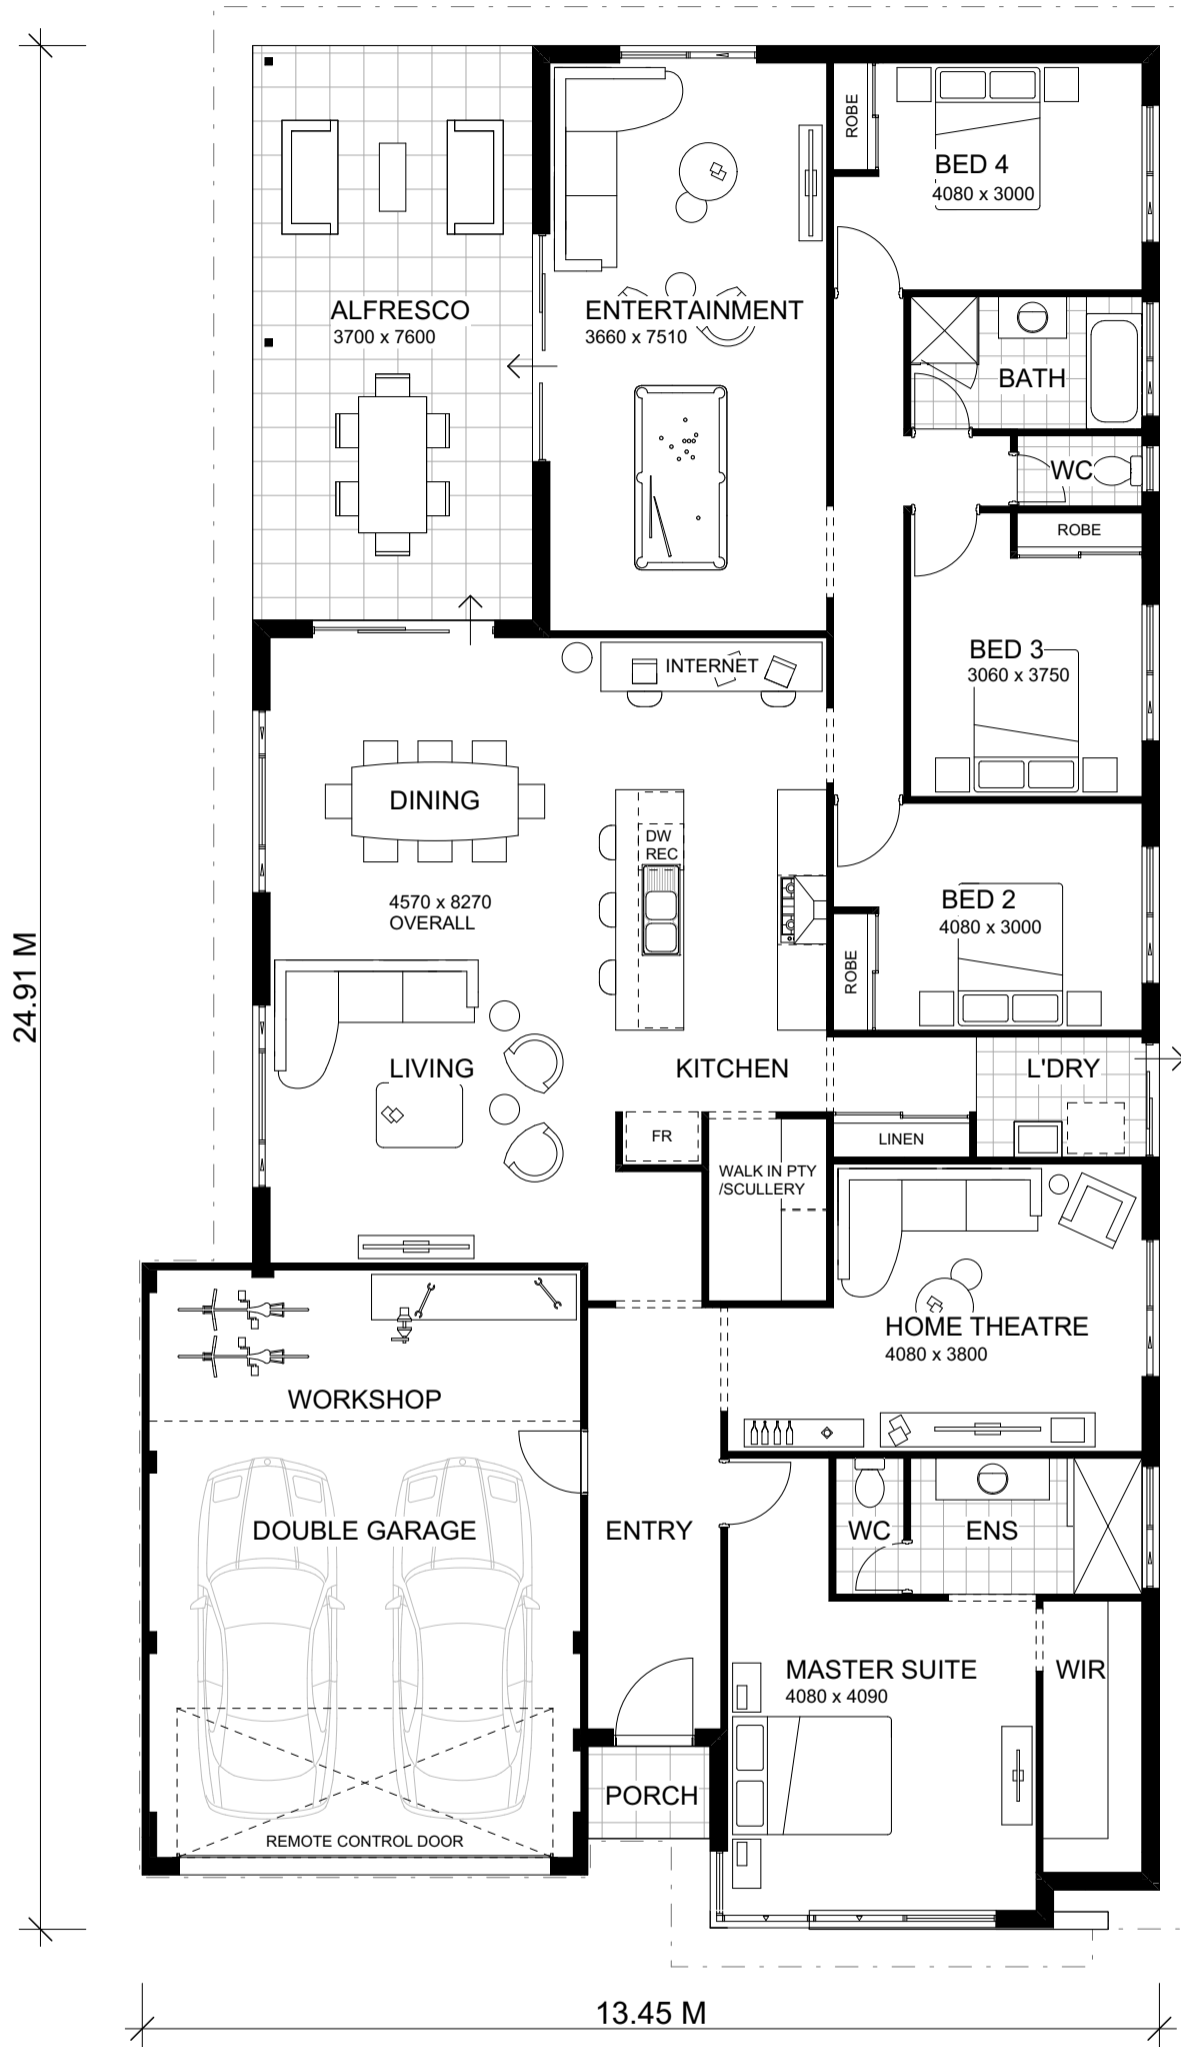 ROBE
BED 4
4080 x 3000
ALFRESCO
3700 x 7600
ENTERTAINMENT
3660 x 7510
BATH
WC
ROBE
BED 3
3060 x 3750
INTERNET
DINING
4570 x 8270
OVERALL
DW
REC
BED 2
4080 x 3000
ROBE
24.91 M
LIVING
KITCHEN
L'DRY
FR
LINEN
WALK IN PTY
/SCULLERY
HOME THEATRE
4080 x 3800
WORKSHOP
DOUBLE GARAGE
ENTRY
WC
ENS
MASTER SUITE
4080 x 4090
WIR
PORCH
REMOTE CONTROL DOOR
13.45 M